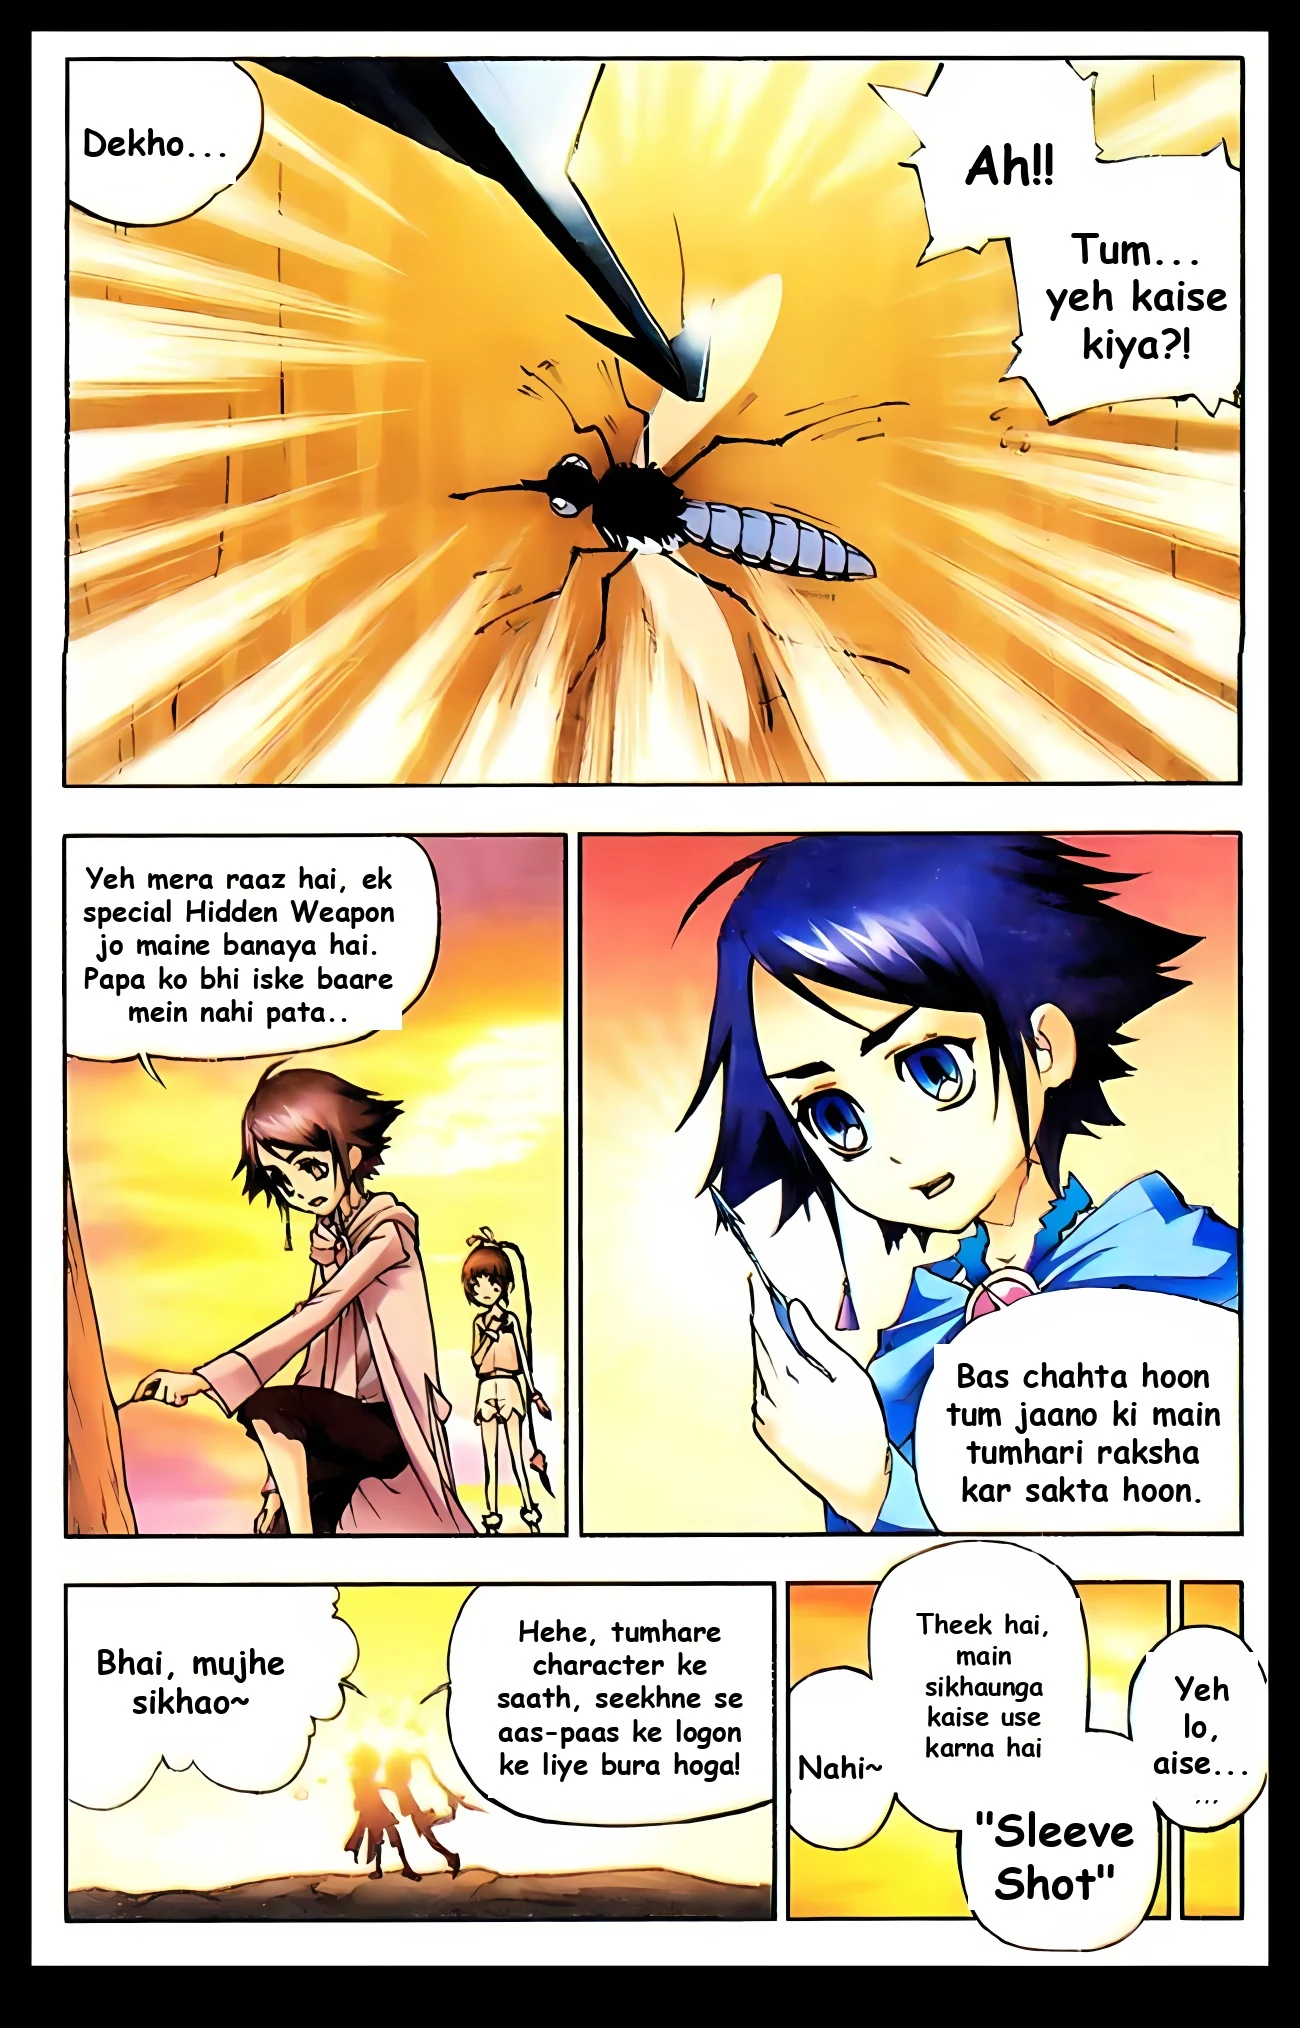 Dekho...
Ah!!
Tum...
yeh kaise
kiya?!
Yeh mera raaz hai, ek
special Hidden Weapon
jo maine banaya hai.
Papa ko bhi iske baare
mein nahi pata..
Bas chahta hoon
tum jaano ki main
tumhari raksha
kar sakta hoon.
Bhai, mujhe
sikhao~
Hehe, tumhare
character ke
saath, seekhne se
aas-paas ke logon
ke liye bura hoga!
Nahi~
Theek hai,
main
sikhaunga
kaise use
karna hai
"Sleeve
Shot"
Yeh
lo,
aise...
...